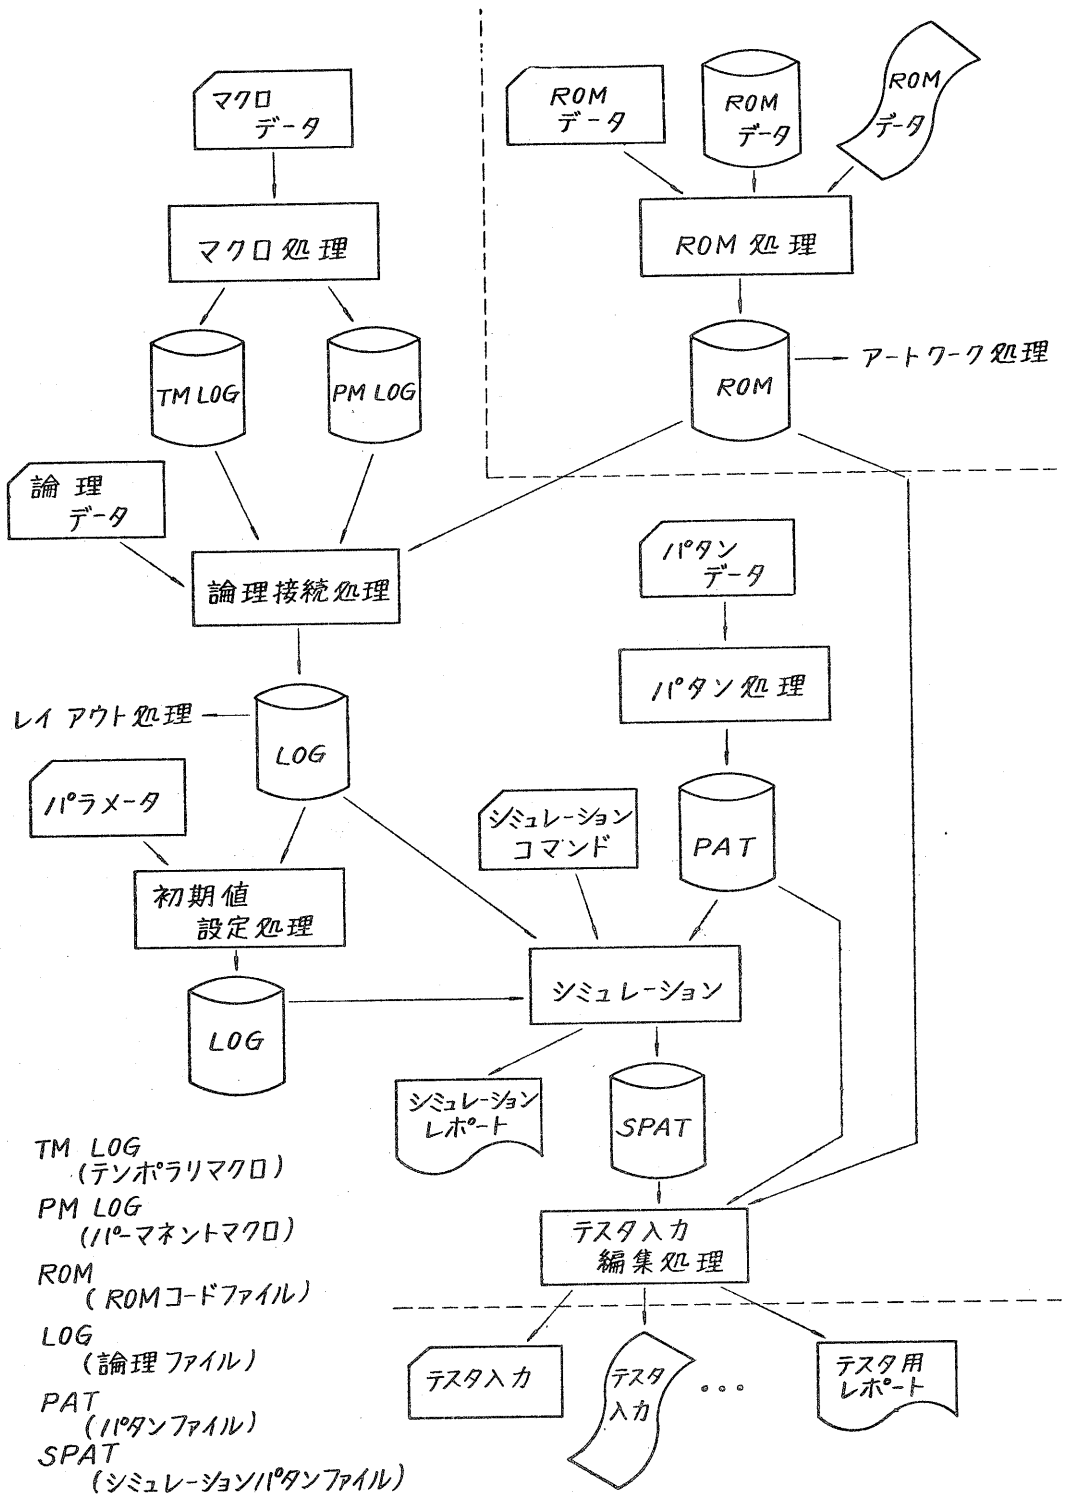 マクロ
データ
マクロ処理
TM LOG
PM LOG
ROM
データ
ROM
データ
ROM
データ
ROM処理
ROM
アートワーク処理
論理
データ
論理接続処理
レイアウト処理
LOG
パラメータ
初期値
設定処理
LOG
パタン
データ
パタン処理
PAT
シミュレーション
コマンド
シミュレーション
シミュレーション
レポート
SPAT
テスタ入力
編集処理
テスタ入力
テスタ
入力
...
テスタ用
レポート
TM LOG
(テンポラリマクロ)
PM LOG
(パーマネントマクロ)
ROM
(ROMコードファイル)
LOG
(論理ファイル)
PAT
(パタンファイル)
SPAT
(シミュレーションパタンファイル)